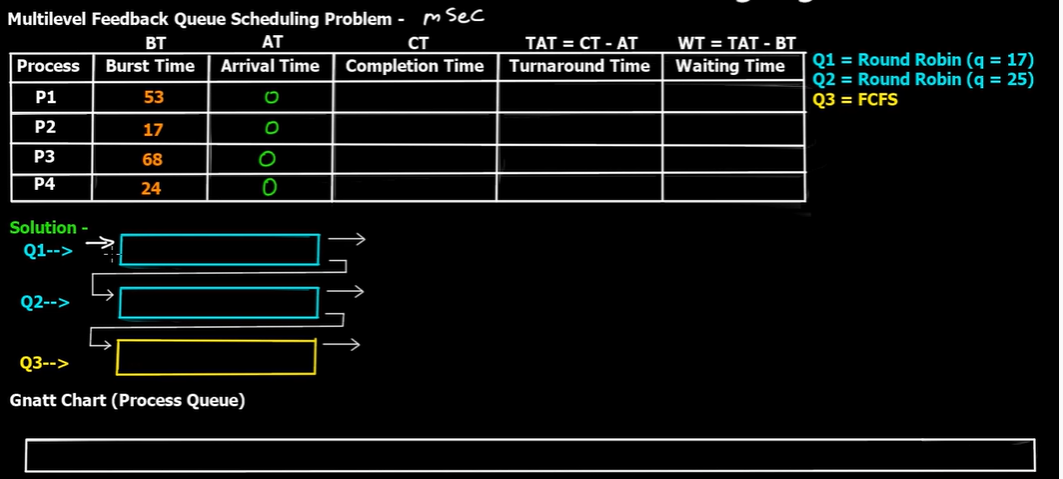 Multilevel Feedback Queue Scheduling Problem - mSec
BT AT CT TAT = CT - AT WT = TAT - BT
Process Burst Time Arrival Time Completion Time Turnaround Time Waiting Time
P1 53 0
P2 17 0
P3 68 0
P4 24 0
Q1 = Round Robin (q = 17)
Q2 = Round Robin (q = 25)
Q3 = FCFS
Solution -
Q1-->
Q2-->
Q3-->
Gnatt Chart (Process Queue)